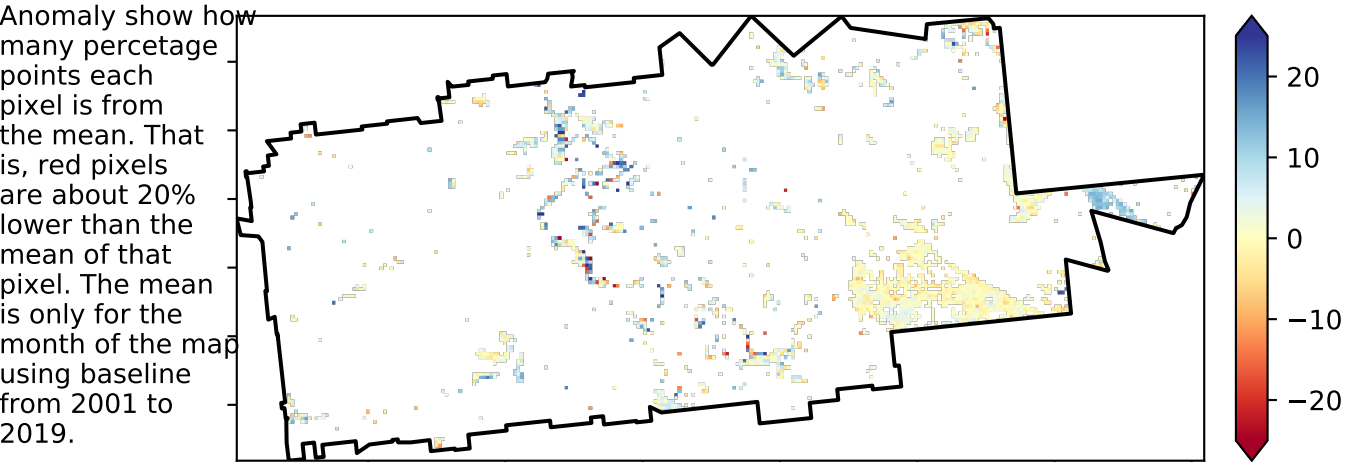 Anomaly show how
many percetage
points each
pixel is from
the mean. That
is, red pixels
are about 20%
lower than the
mean of that
pixel. The mean
is only for the
month of the map
using baseline
from 2001 to
2019.
20
10
0
−10
−20